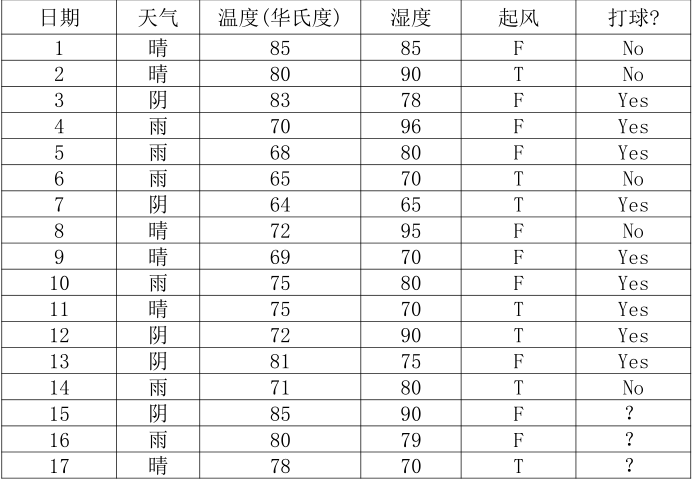 日期 天气 温度(华氏度) 湿度 起风 打球?
1 晴 85 85 F No
2 晴 80 90 T No
3 阴 83 78 F Yes
4 雨 70 96 F Yes
5 雨 68 80 F Yes
6 雨 65 70 T No
7 阴 64 65 T Yes
8 晴 72 95 F No
9 晴 69 70 F Yes
10 雨 75 80 F Yes
11 晴 75 70 T Yes
12 阴 72 90 T Yes
13 阴 81 75 F Yes
14 雨 71 80 T No
15 阴 85 90 F ?
16 雨 80 79 F ?
17 晴 78 70 T ?